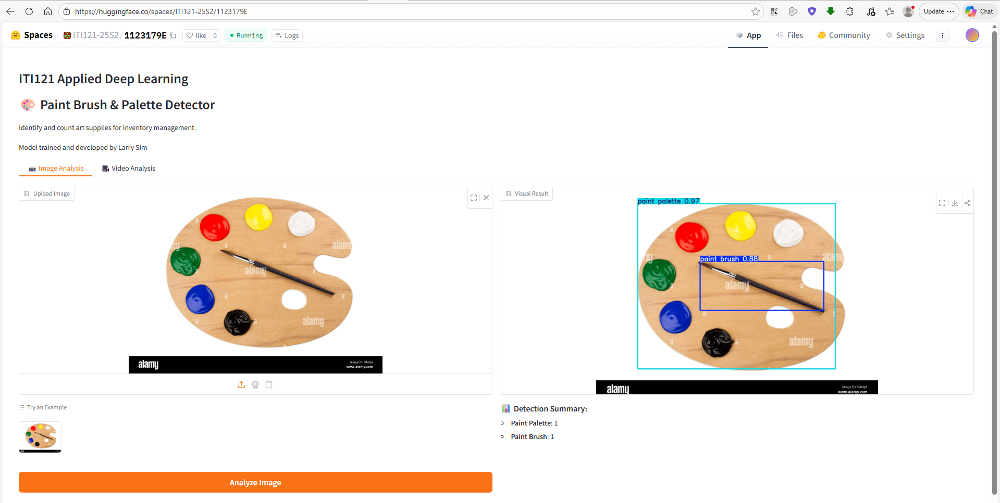 https://huggingface.co/spaces/ITI121-25S2/1123179E
Update
Chat
Spaces
ITI121-25S2/1123179E
like 0
Running
Logs
App
Files
Community
Settings
ITI121 Applied Deep Learning
Paint Brush & Palette Detector
Identify and count art supplies for inventory management.
Model trained and developed by Larry Sim
Image Analysis
Video Analysis
Upload Image
alamy
a
a
a
a
alamy
a
a
a
alamy
a
alamy
Image ID: D480J4
www.alamy.com
Visual Result
paint palette 0.97
paint brush 0.88
alamy
a
a
alamy
a
a
a
a
alamy
a
alamy
Image ID: D480J4
www.alamy.com
Try an Example
Detection Summary:
Paint Palette: 1
Paint Brush: 1
Analyze Image